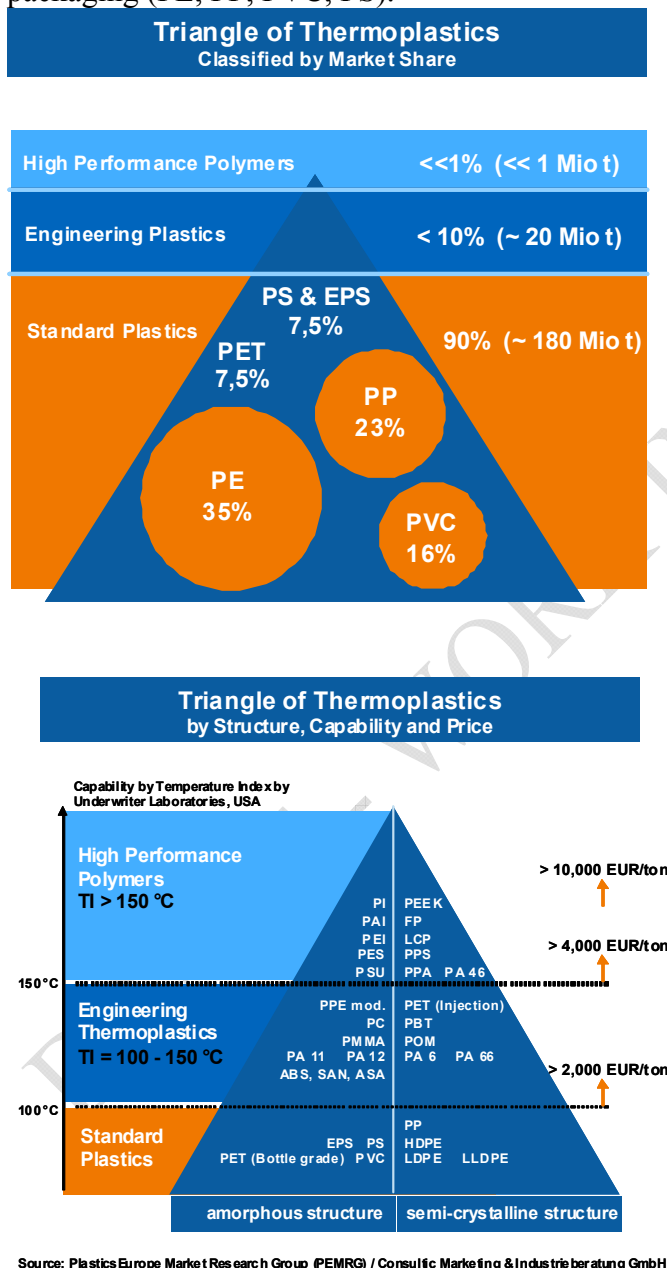 packaging (PE, PP, PVC, PS).
Triangle of Thermoplastics
Classified by Market Share
High Performance Polymers <<1% (<< 1 Mio t)
Engineering Plastics < 10% (~ 20 Mio t)
PS & EPS
7,5%
Standard Plastics
90% (~ 180 Mio t)
PET
7,5%
PP
23%
PE
35%
PVC
16%
Triangle of Thermoplastics
by Structure, Capability and Price
Capability by Temperature Index by
Underwriter Laboratories, USA
High Performance
Polymers
TI > 150 °C
> 10,000 EUR/ton
PI PEEK
PAI FP
PEI LCP
PES PPS
PSU PPA PA 46
> 4,000 EUR/ton
150°C
Engineering
Thermoplastics
TI = 100 - 150 °C
PPE mod. PET (Injection)
PC PBT
PMMA POM
PA 11 PA 12 PA 6 PA 66
ABS, SAN, ASA
> 2,000 EUR/ton
100°C
Standard
Plastics
PP
EPS PS HDPE
PET (Bottle grade) PVC LDPE LLDPE
amorphous structure semi-crystalline structure
Source: PlasticsEurope Market Research Group (PEMRG) / Consultic Marketing & Industrieberatung GmbH